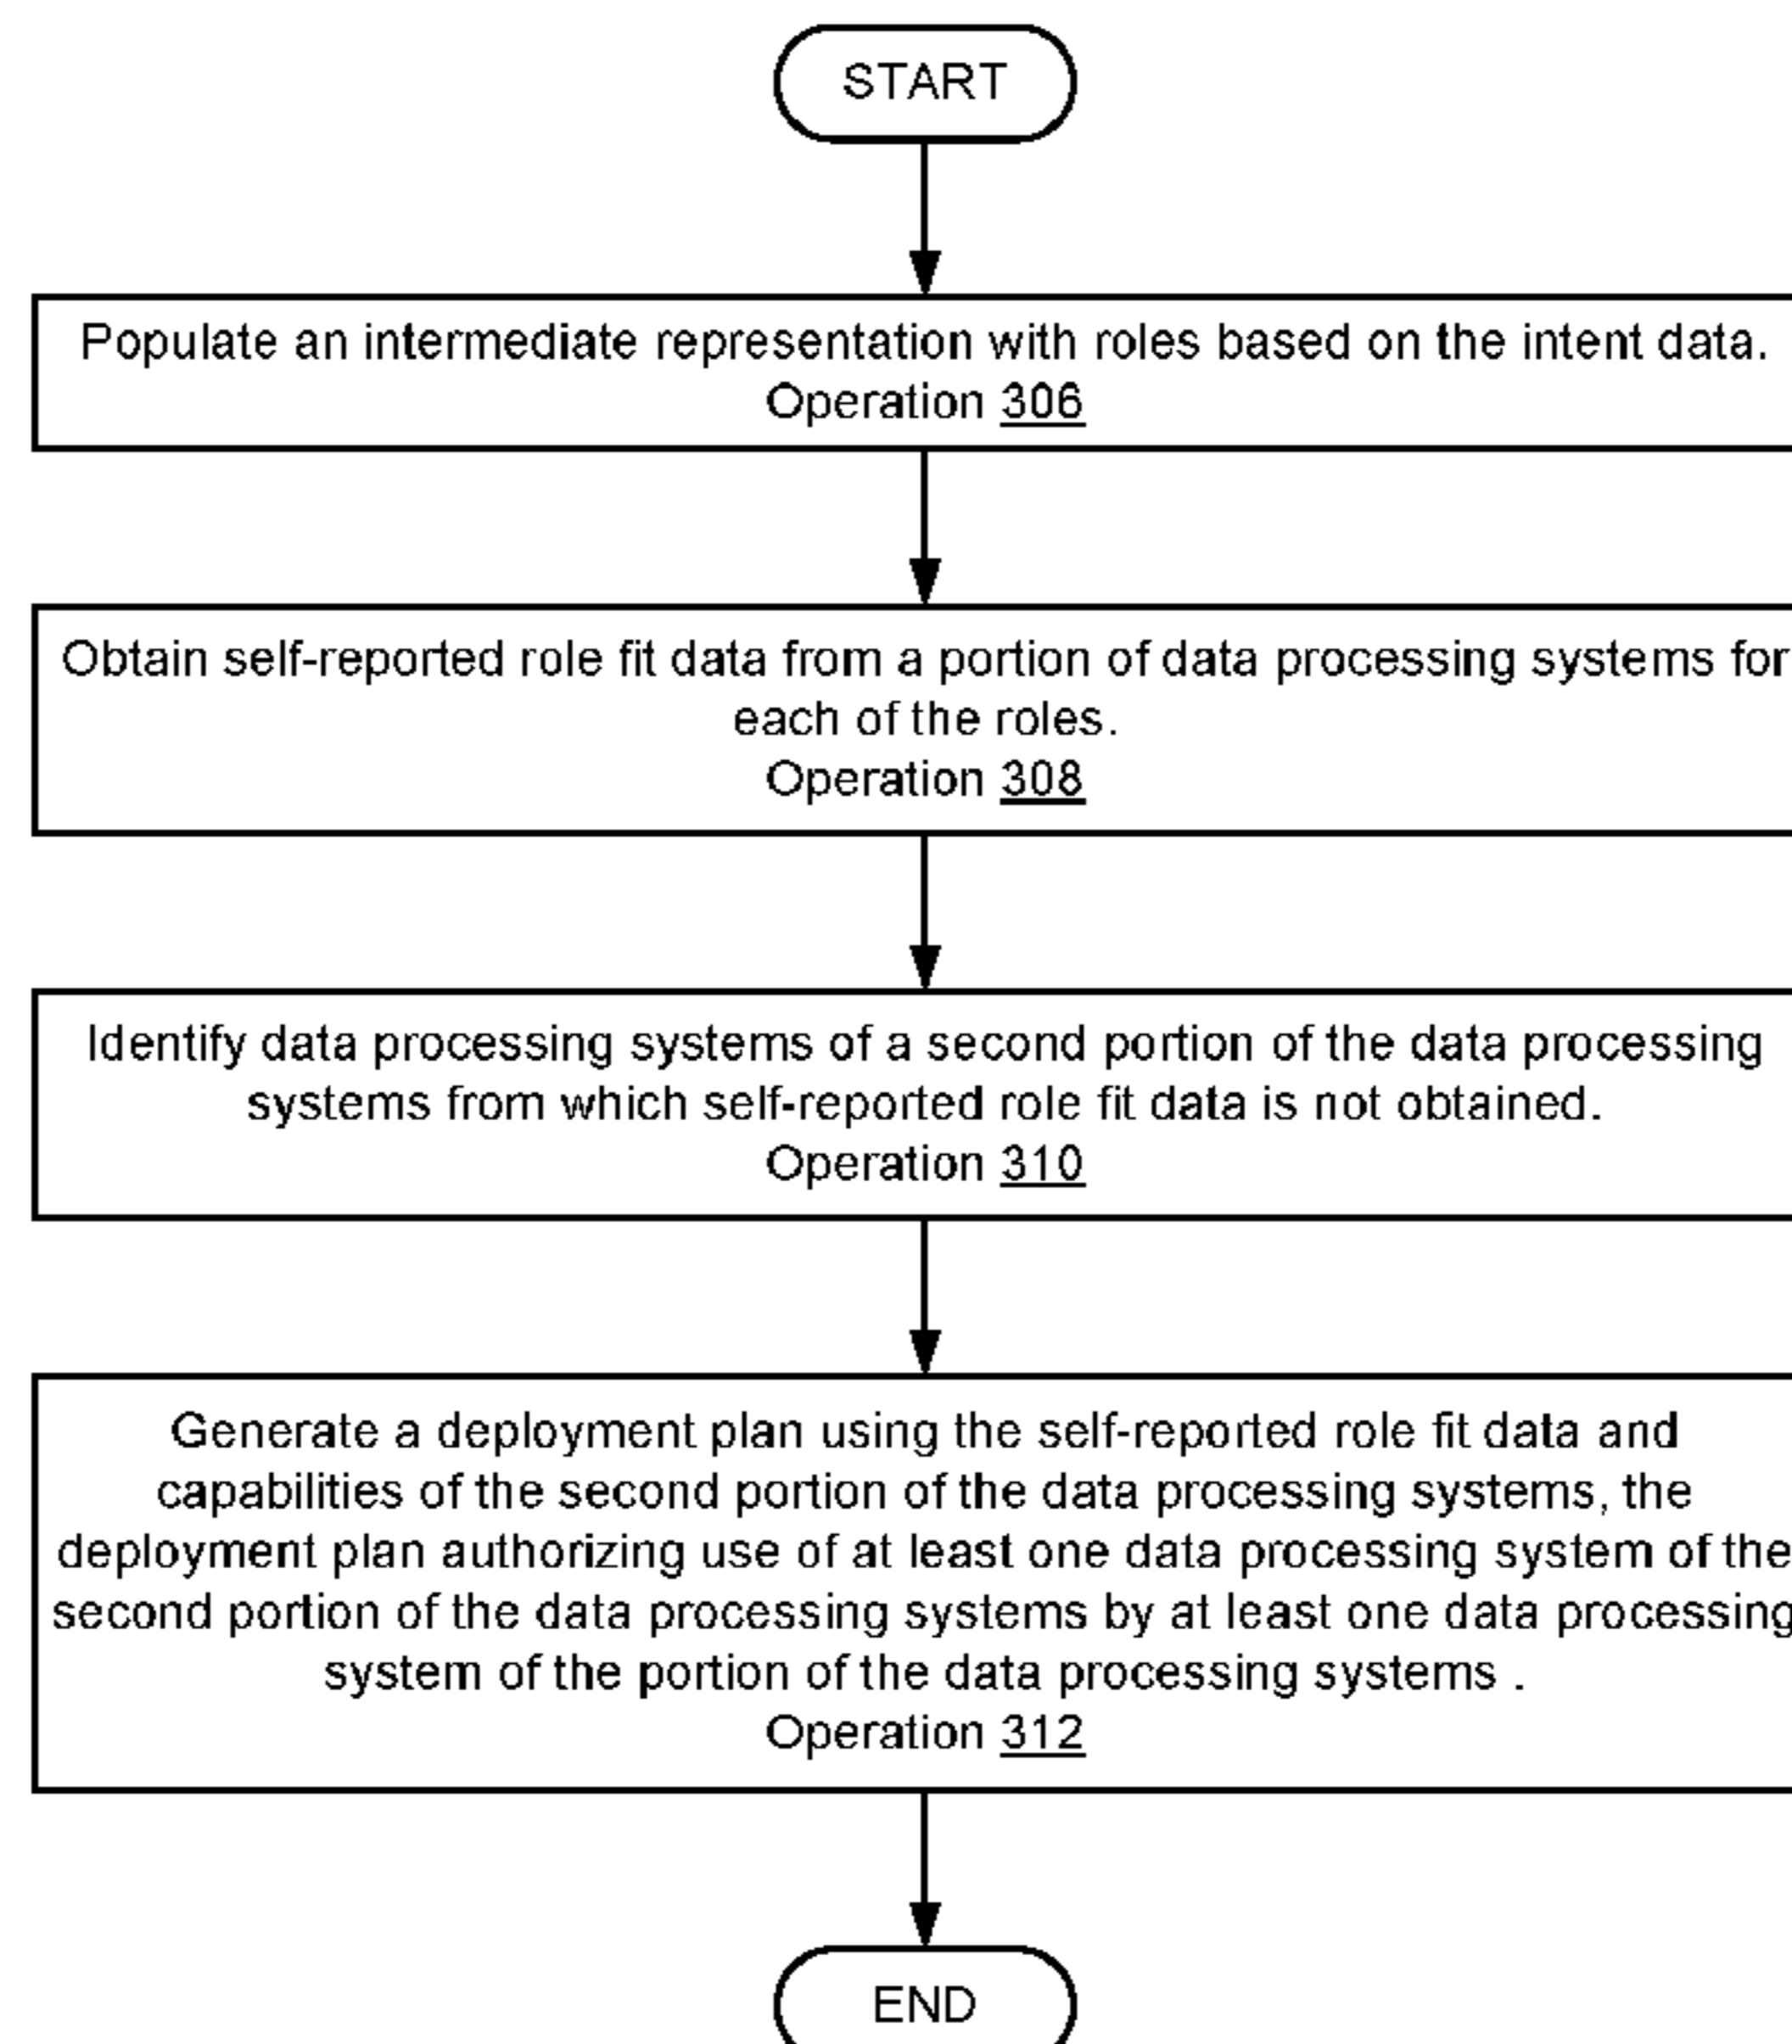 START
Populate an intermediate representation with roles based on the intent data.
Operation 306
Obtain self-reported role fit data from a portion of data processing systems for
each of the roles.
Operation 308
Identify data processing systems of a second portion of the data processing
systems from which self-reported role fit data is not obtained.
Operation 310
Generate a deployment plan using the self-reported role fit data and
capabilities of the second portion of the data processing systems, the
deployment plan authorizing use of at least one data processing system of the
second portion of the data processing systems by at least one data processing
system of the portion of the data processing systems .
Operation 312
END